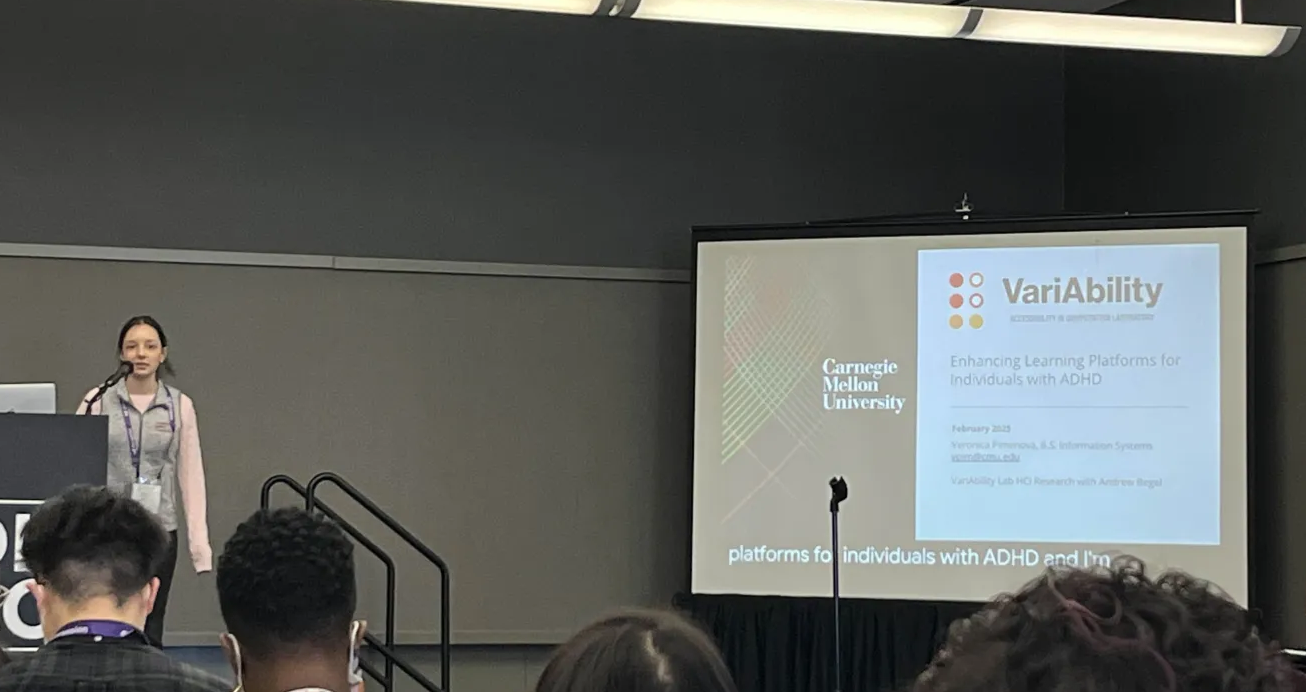 Carnegie
Mellon
University
VariAbility
ACCESSIBILITY IN COMPUTATION LABORATORY
Enhancing Learning Platforms for
Individuals with ADHD
February 2025
Veronica Pimenova, B.S. Information Systems
vpim@cmu.edu
VariAbility Lab HCI Research with Andrew Begel
platforms for individuals with ADHD and I'm